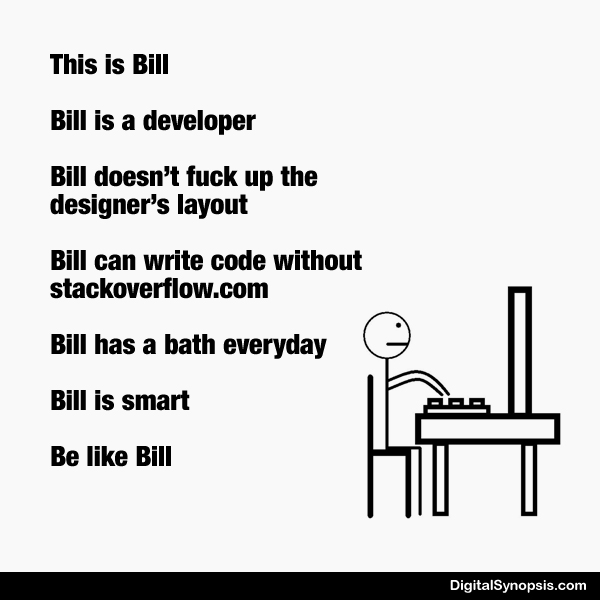 This is Bill
Bill is a developer
Bill doesn’t fuck up the
designer’s layout
Bill can write code without
stackoverflow.com
Bill has a bath everyday
Bill is smart
Be like Bill
DigitalSynopsis.com